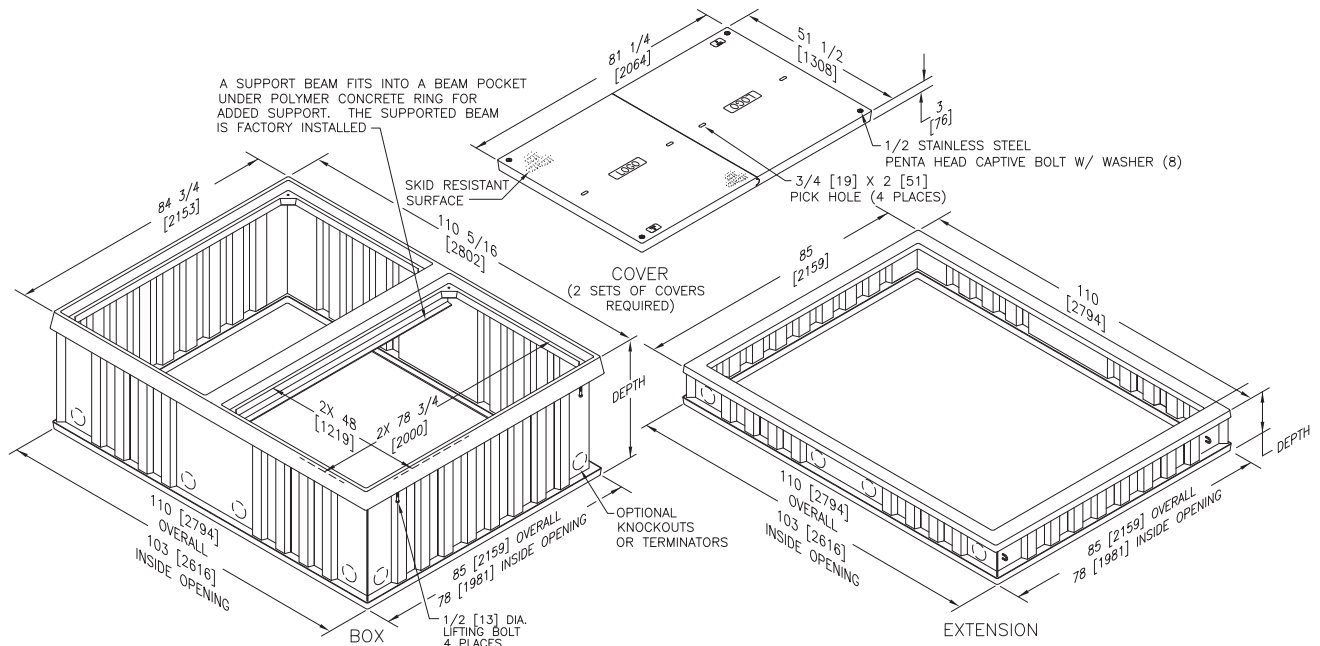 81 1/4
[2064]
51 1/2
[1308]
3
[76]
A SUPPORT BEAM FITS INTO A BEAM POCKET
UNDER POLYMER CONCRETE RING FOR
ADDED SUPPORT. THE SUPPORTED BEAM
IS FACTORY INSTALLED
LOGO
LOGO
1/2 STAINLESS STEEL
PENTA HEAD CAPTIVE BOLT W/ WASHER (8)
3/4 [19] X 2 [51]
PICK HOLE (4 PLACES)
SKID RESISTANT
SURFACE
COVER
(2 SETS OF COVERS
REQUIRED)
84 3/4
[2153]
110 5/16
[2802]
DEPTH
2X 48
[1219]
2X 78 3/4
[2000]
OPTIONAL
KNOCKOUTS
OR TERMINATORS
110 [2794]
OVERALL
103 [2616]
INSIDE OPENING
85 [2159] OVERALL
78 [1981] INSIDE OPENING
1/2 [13] DIA.
LIFTING BOLT
4 PLACES
BOX
85
[2159]
110
[2794]
DEPTH
110 [2794]
OVERALL
103 [2616]
INSIDE OPENING
85 [2159] OVERALL
78 [1981] INSIDE OPENING
EXTENSION